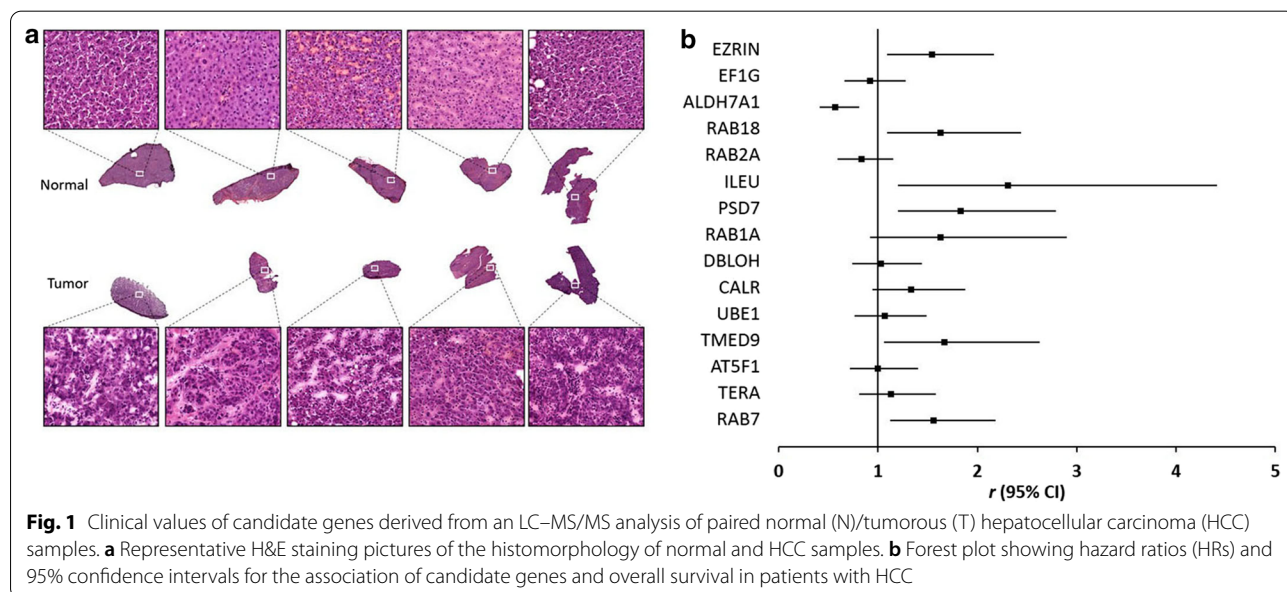 a
Normal
Tumor
b
EZRIN
EF1G
ALDH7A1
RAB18
RAB2A
ILEU
PSD7
RAB1A
DBLOH
CALR
UBE1
TMED9
AT5F1
TERA
RAB7
0 1 2 3 4 5
r (95% CI)
Fig. 1 Clinical values of candidate genes derived from an LC–MS/MS analysis of paired normal (N)/tumorous (T) hepatocellular carcinoma (HCC)
samples. a Representative H&E staining pictures of the histomorphology of normal and HCC samples. b Forest plot showing hazard ratios (HRs) and
95% confidence intervals for the association of candidate genes and overall survival in patients with HCC